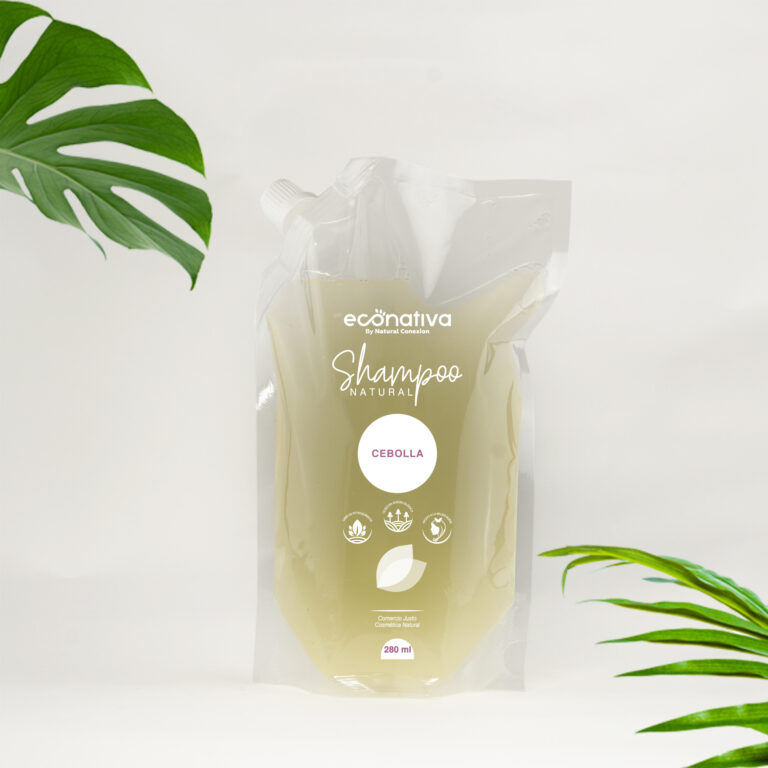 econativa
By Natural Conexion
Shampoo
NATURAL
CEBOLLA
Comercio Justo
Cosmética Natural
280 ml